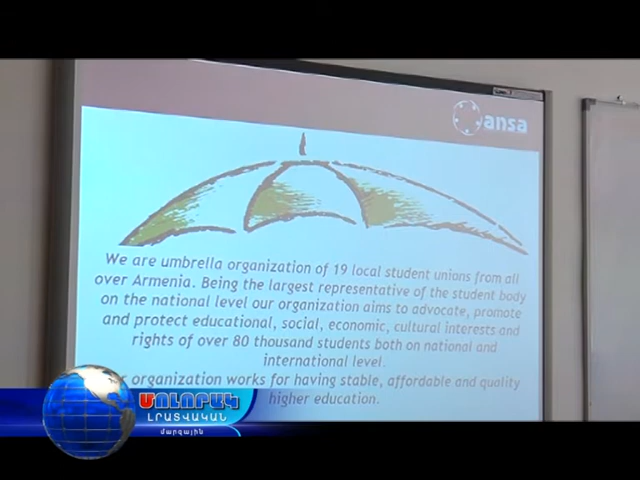 ansa
We are umbrella organization of 19 local student unions from all
over Armenia. Being the largest representative of the student body
on the national level our organization aims to advocate, promote
and protect educational, social, economic, cultural interests and
rights of over 80 thousand students both on national and
international level.
organization works for having stable, affordable and quality
higher education.
ՄՈԼՈՐԱԿ
ԼՐԱՏՎԱԿԱՆ
մարզային